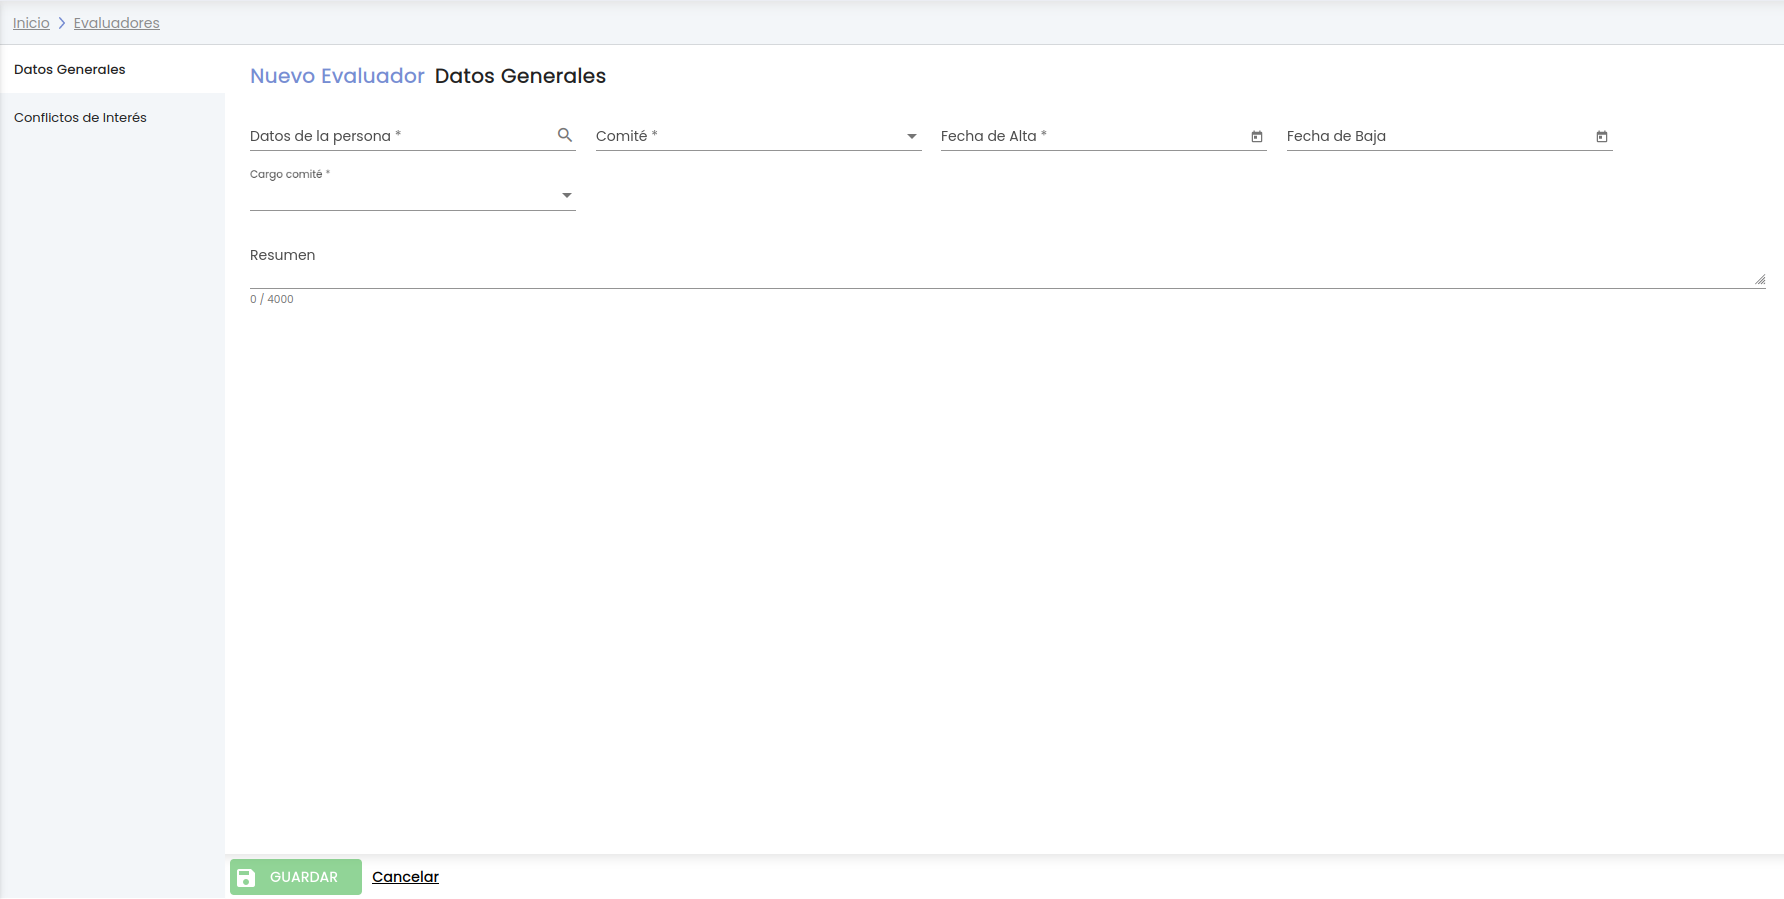 Inicio > Evaluadores
Datos Generales
Conflictos de Interés
Nuevo Evaluador Datos Generales
Datos de la persona * Comité * Fecha de Alta * Fecha de Baja
Cargo comité *
Resumen
0 / 4000
GUARDAR Cancelar